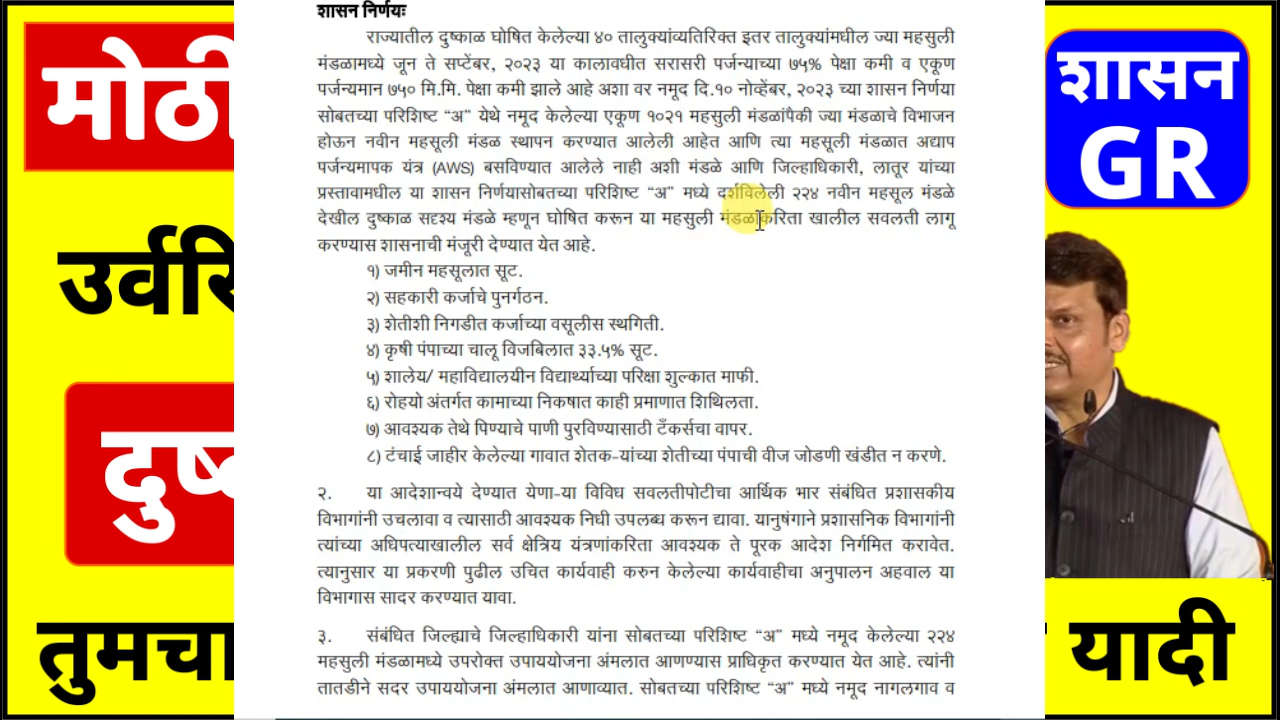 मोठी
उर्वरि
तुमचा
शासन निर्णयः
राज्यातील दुष्काळ घोषित केलेल्या ४० तालुक्यांव्यतिरिक्त इतर तालुक्यांमधील ज्या महसुली
मंडळामध्ये जून ते सप्टेंबर, २०२३ या कालावधीत सरासरी पर्जन्याच्या ७५% पेक्षा कमी व एकूण
पर्जन्यमान ७५० मि.मि. पेक्षा कमी झाले आहे अशा वर नमूद दि.१० नोव्हेंबर, २०२३ च्या शासन निर्णया
सोबतच्या परिशिष्ट “अ” येथे नमूद केलेल्या एकूण १०२१ महसुली मंडळांपैकी ज्या मंडळाचे विभाजन
होऊन नवीन महसूली मंडळ स्थापन करण्यात आलेली आहेत आणि त्या महसुली मंडळात अद्याप
पर्जन्यमापक यंत्र (AWS) बसविण्यात आलेले नाही अशी मंडळे आणि जिल्हाधिकारी, लातूर यांच्या
प्रस्तावामधील या शासन निर्णयासोबतच्या परिशिष्ट “अ” मध्ये दर्शविलेली २२४ नवीन महसूल मंडळे
देखील दुष्काळ सदृश्य मंडळे म्हणून घोषित करून या महसुली मंडळाकरिता खालील सवलती लागू
करण्यास शासनाची मंजूरी देण्यात येत आहे.
१) जमीन महसूलात सूट.
२) सहकारी कर्जाचे पुनर्गठन.
३) शेतीशी निगडीत कर्जाच्या वसूलीस स्थगिती.
४) कृषी पंपाच्या चालू विजबिलात ३३.५% सूट.
५) शालेय/ महाविद्यालयीन विद्यार्थ्याच्या परिक्षा शुल्कात माफी.
६) रोहयो अंतर्गत कामाच्या निकषात काही प्रमाणात शिथिलता.
७) आवश्यक तेथे पिण्याचे पाणी पुरविण्यासाठी टँकर्सचा वापर.
८) टंचाई जाहीर केलेल्या गावात शेतक-यांच्या शेतीच्या पंपाची वीज जोडणी खंडीत न करणे.
२. या आदेशान्वये देण्यात येणा-या विविध सवलतीपोटीचा आर्थिक भार संबंधित प्रशासकीय
विभागांनी उचलावा व त्यासाठी आवश्यक निधी उपलब्ध करून द्यावा. यानुषंगाने प्रशासनिक विभागांनी
त्यांच्या अधिपत्याखालील सर्व क्षेत्रिय यंत्रणांकरिता आवश्यक ते पूरक आदेश निर्गमित करावेत.
त्यानुसार या प्रकरणी पुढील उचित कार्यवाही करुन केलेल्या कार्यवाहीचा अनुपालन अहवाल या
विभागास सादर करण्यात यावा.
३. संबंधित जिल्ह्याचे जिल्हाधिकारी यांना सोबतच्या परिशिष्ट “अ” मध्ये नमूद केलेल्या २२४
महसुली मंडळामध्ये उपरोक्त उपाययोजना अंमलात आणण्यास प्राधिकृत करण्यात येत आहे. त्यांनी
तातडीने सदर उपाययोजना अंमलात आणाव्यात. सोबतच्या परिशिष्ट “अ” मध्ये नमूद नागलगाव व
शासन
GR
यादी